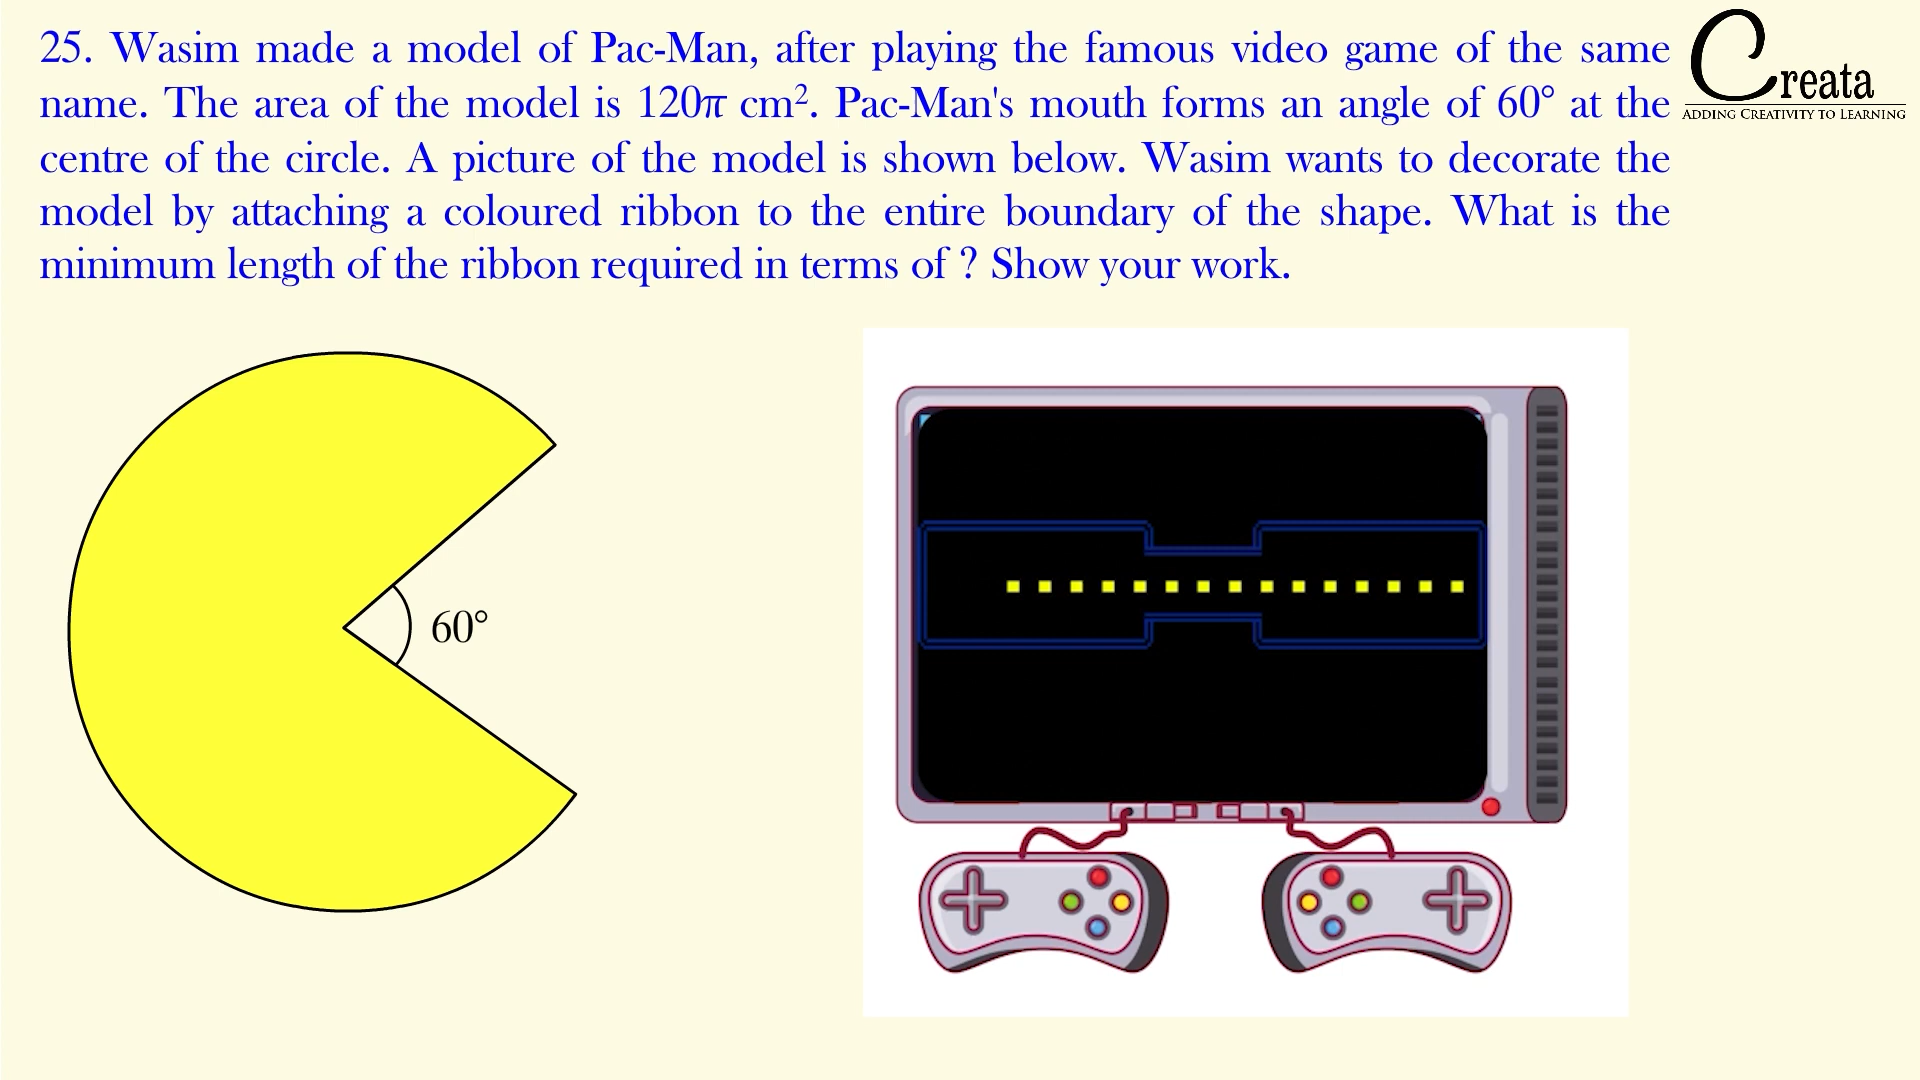 25. Wasim made a model of Pac-Man, after playing the famous video game of the same
name. The area of the model is 120π cm². Pac-Man's mouth forms an angle of 60° at the
centre of the circle. A picture of the model is shown below. Wasim wants to decorate the
model by attaching a coloured ribbon to the entire boundary of the shape. What is the
minimum length of the ribbon required in terms of ? Show your work.
Creata
ADDING CREATIVITY TO LEARNING
60°